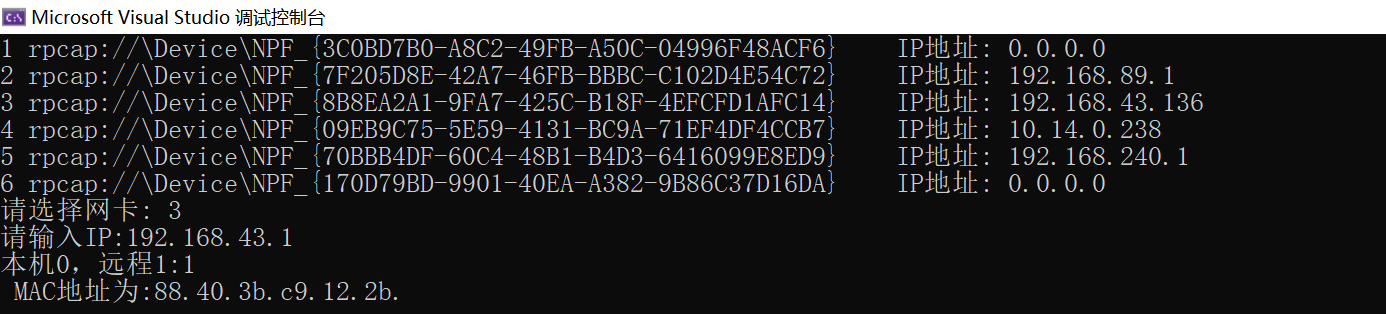 Microsoft Visual Studio 调试控制台
1 rpcap://\Device\NPF_{3C0BD7B0-A8C2-49FB-A50C-04996F48ACF6} IP地址: 0.0.0.0
2 rpcap://\Device\NPF_{7F205D8E-42A7-46FB-BBBC-C102D4E54C72} IP地址: 192.168.89.1
3 rpcap://\Device\NPF_{8B8EA2A1-9FA7-425C-B18F-4EFCFD1AFC14} IP地址: 192.168.43.136
4 rpcap://\Device\NPF_{09EB9C75-5E59-4131-BC9A-71EF4DF4CCB7} IP地址: 10.14.0.238
5 rpcap://\Device\NPF_{70BBB4DF-60C4-48B1-B4D3-6416099E8ED9} IP地址: 192.168.240.1
6 rpcap://\Device\NPF_{170D79BD-9901-40EA-A382-9B86C37D16DA} IP地址: 0.0.0.0
请选择网卡: 3
请输入IP:192.168.43.1
本机0，远程1:1
MAC地址为:88.40.3b.c9.12.2b.